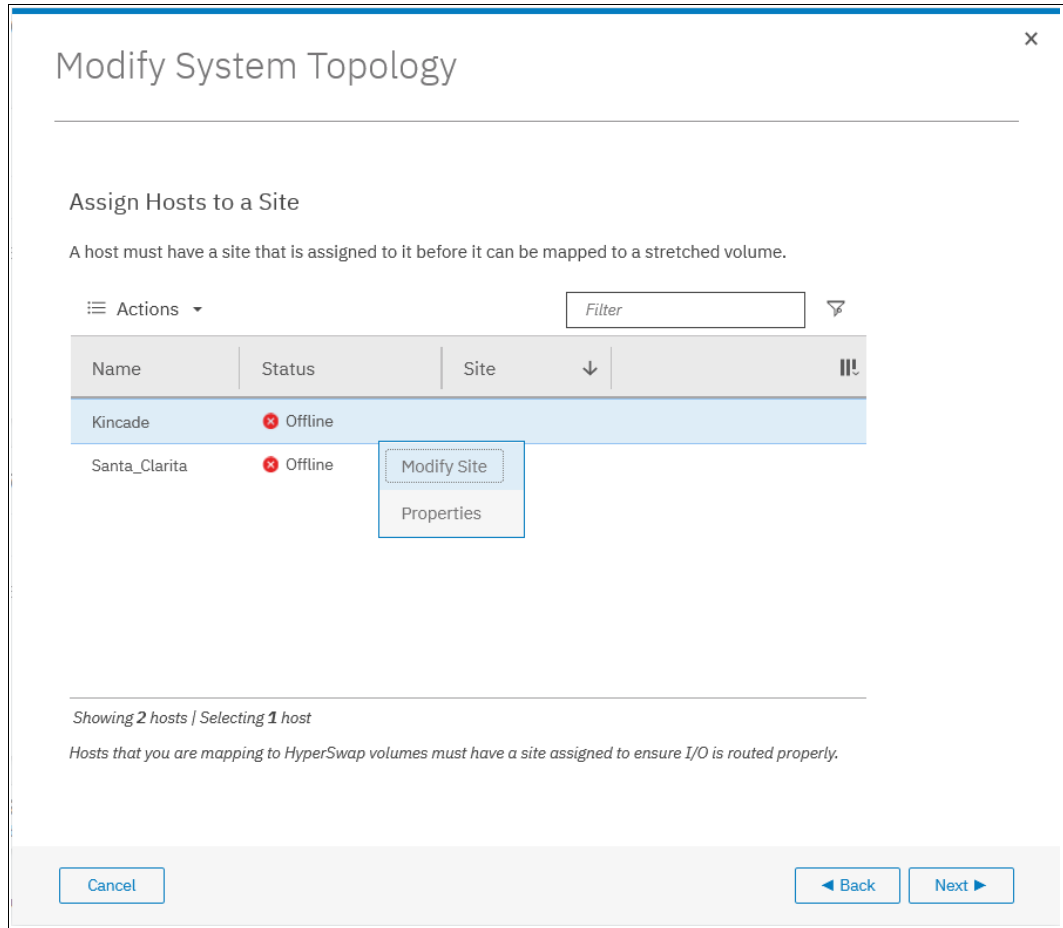 Modify System Topology
Assign Hosts to a Site
A host must have a site that is assigned to it before it can be mapped to a stretched volume.
Actions Filter
Name Status Site
Kincade Offline
Santa_Clarita Offline Modify Site
Properties
Showing 2 hosts | Selecting 1 host
Hosts that you are mapping to HyperSwap volumes must have a site assigned to ensure I/O is routed properly.
Cancel Back Next